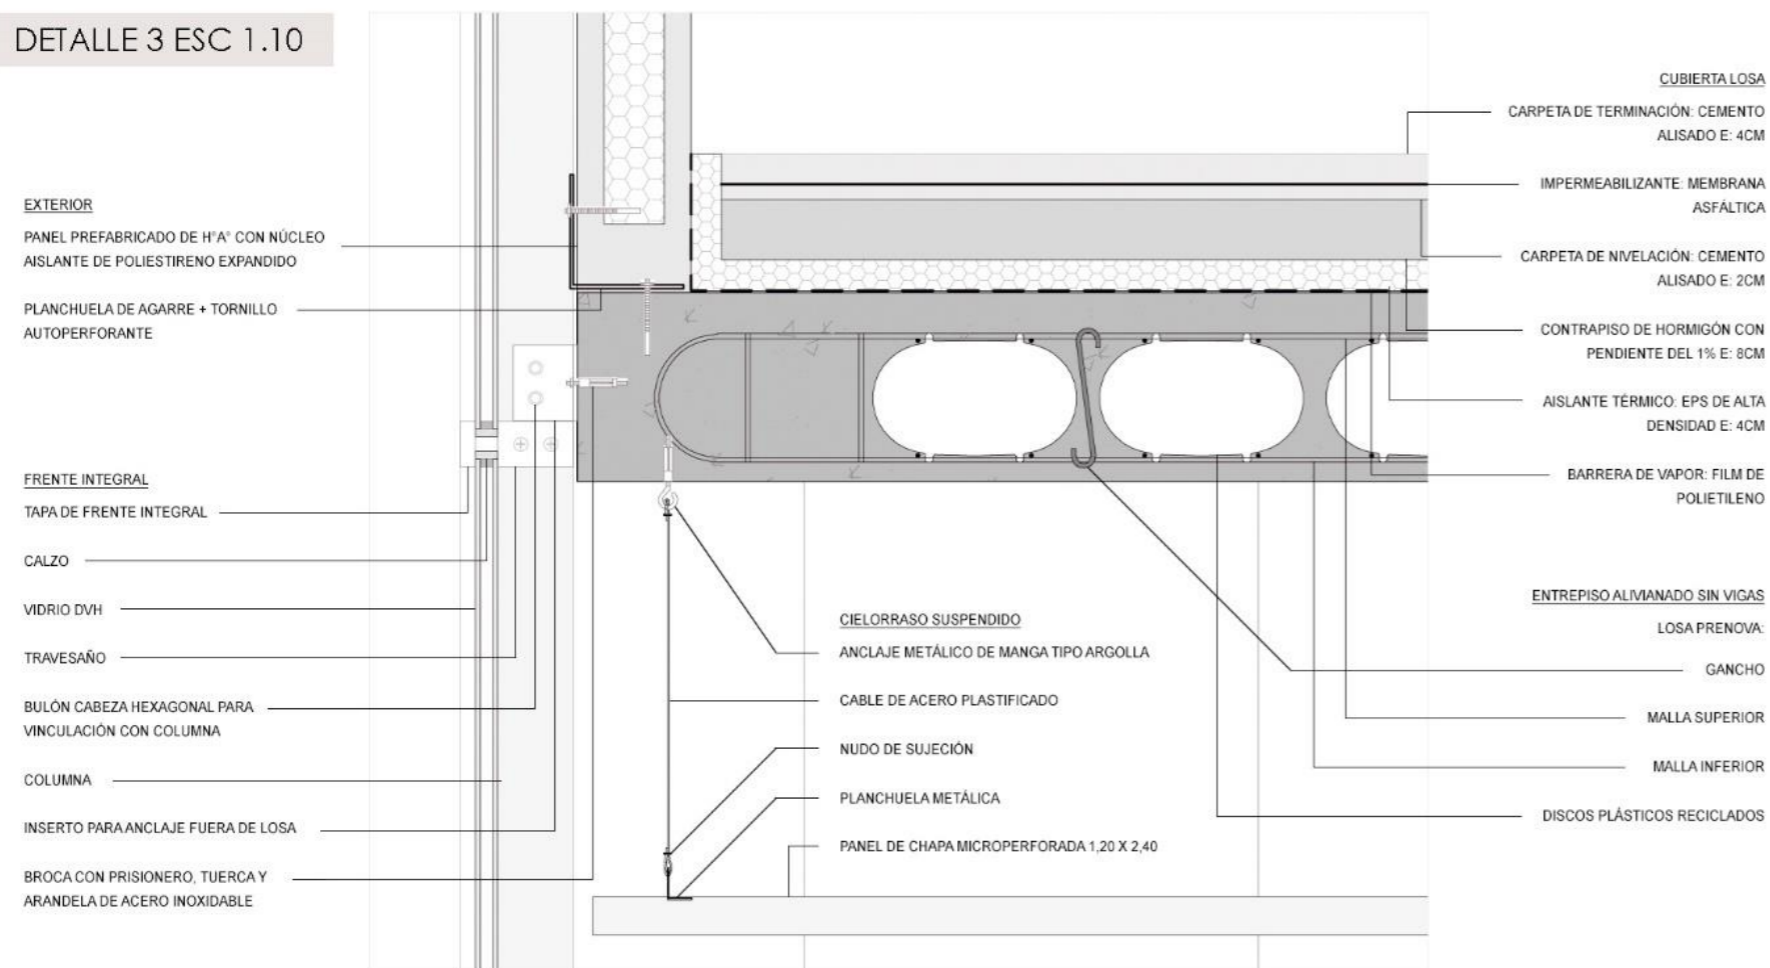 DETALLE 3 ESC 1.10
EXTERIOR
PANEL PREFABRICADO DE H°A° CON NÚCLEO
AISLANTE DE POLIESTIRENO EXPANDIDO
PLANCHUELA DE AGARRE + TORNILLO
AUTOPERFORANTE
FRENTE INTEGRAL
TAPA DE FRENTE INTEGRAL
CALZO
VIDRIO DVH
TRAVESAÑO
BULÓN CABEZA HEXAGONAL PARA
VINCULACIÓN CON COLUMNA
COLUMNA
INSERTO PARA ANCLAJE FUERA DE LOSA
BROCA CON PRISIONERO, TUERCA Y
ARANDELA DE ACERO INOXIDABLE
CIELORRASO SUSPENDIDO
ANCLAJE METÁLICO DE MANGA TIPO ARGOLLA
CABLE DE ACERO PLASTIFICADO
NUDO DE SUJECIÓN
PLANCHUELA METÁLICA
PANEL DE CHAPA MICROPERFORADA 1,20 X 2,40
CUBIERTA LOSA
CARPETA DE TERMINACIÓN: CEMENTO
ALISADO E: 4CM
IMPERMEABILIZANTE: MEMBRANA
ASFÁLTICA
CARPETA DE NIVELACIÓN: CEMENTO
ALISADO E: 2CM
CONTRAPISO DE HORMIGÓN CON
PENDIENTE DEL 1% E: 8CM
AISLANTE TÉRMICO: EPS DE ALTA
DENSIDAD E: 4CM
BARRERA DE VAPOR: FILM DE
POLIETILENO
ENTREPISO ALIVIANADO SIN VIGAS
LOSA PRENOVA:
GANCHO
MALLA SUPERIOR
MALLA INFERIOR
DISCOS PLÁSTICOS RECICLADOS